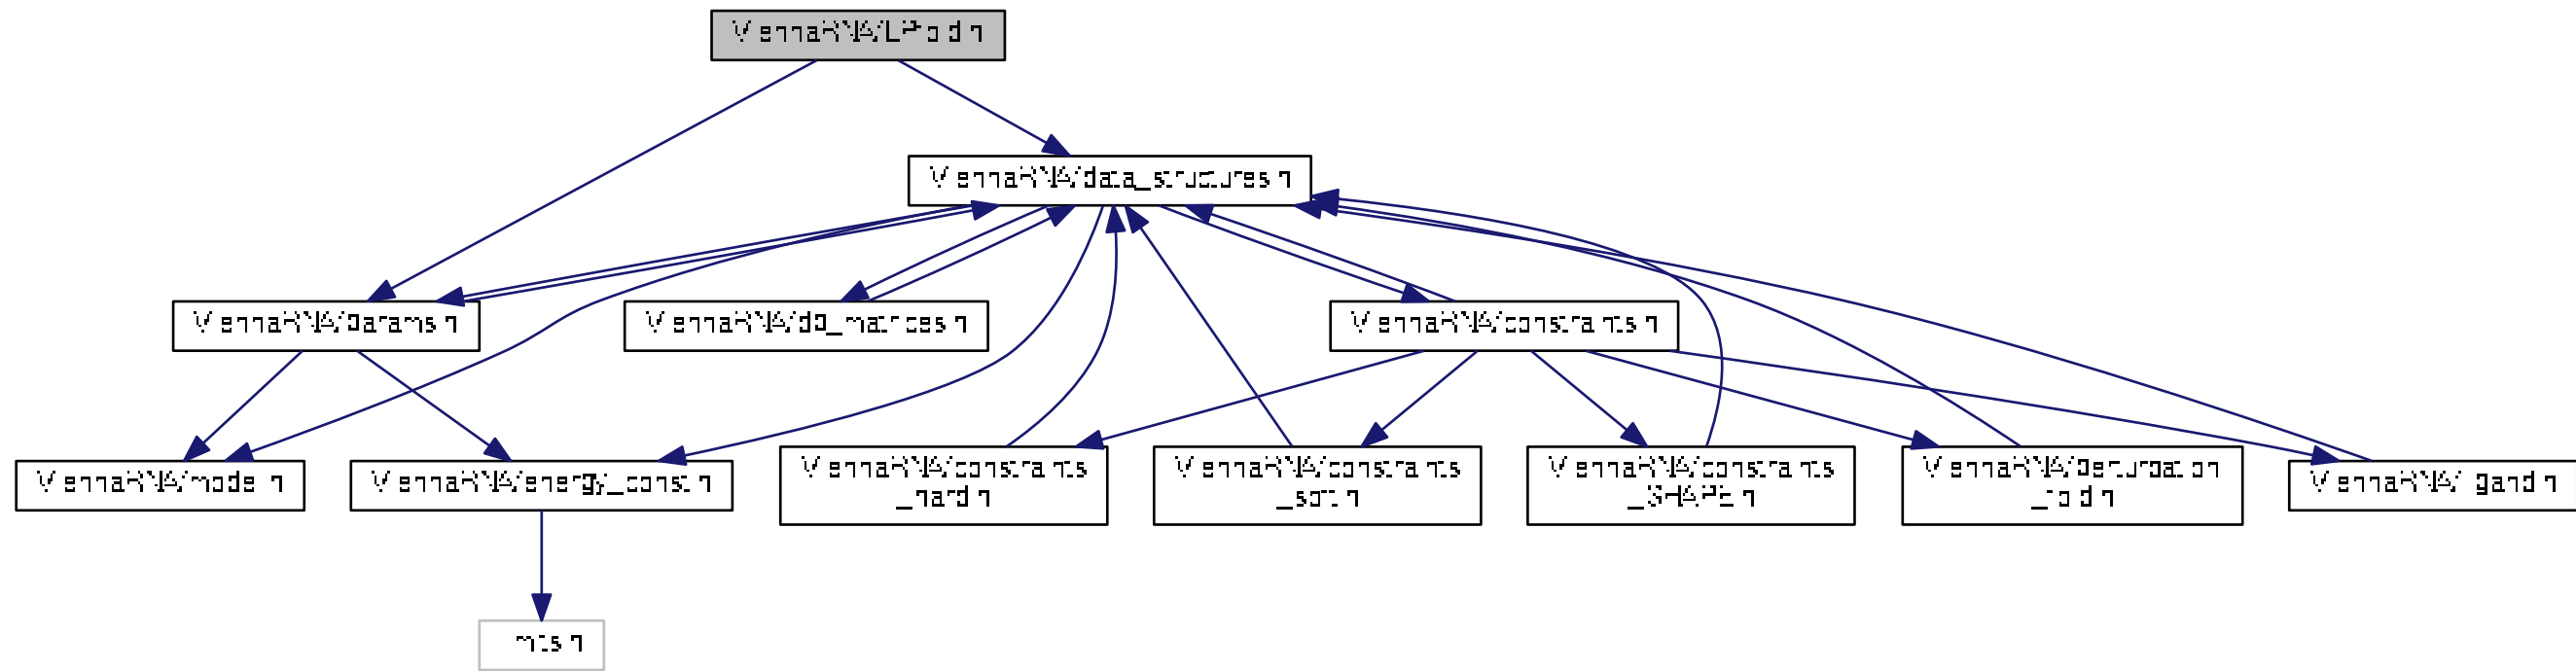 ViennaRNA/LPfold.h
ViennaRNA/data_structures.h
ViennaRNA/params.h
ViennaRNA/dp_matrices.h
ViennaRNA/constraints.h
ViennaRNA/model.h
ViennaRNA/energy_const.h
ViennaRNA/constraints
_hard.h
ViennaRNA/constraints
_soft.h
ViennaRNA/constraints
_SHAPE.h
ViennaRNA/perturbation
_fold.h
ViennaRNA/ligand.h
limits.h